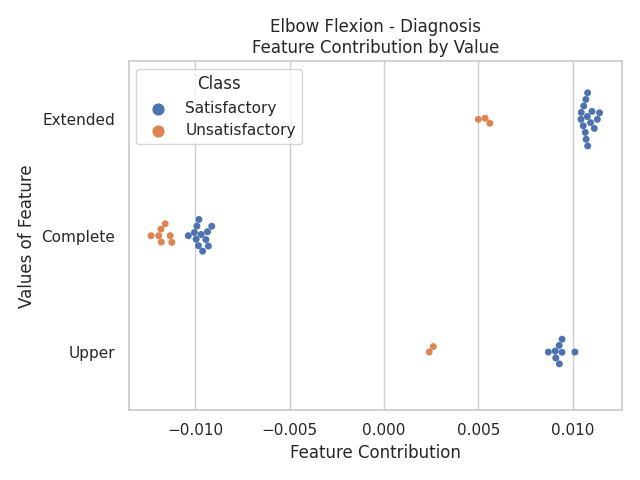 Elbow Flexion - Diagnosis
Feature Contribution by Value
Class
Satisfactory
Unsatisfactory
Values of Feature
Extended
Complete
Upper
−0.010 −0.005 0.000 0.005 0.010
Feature Contribution